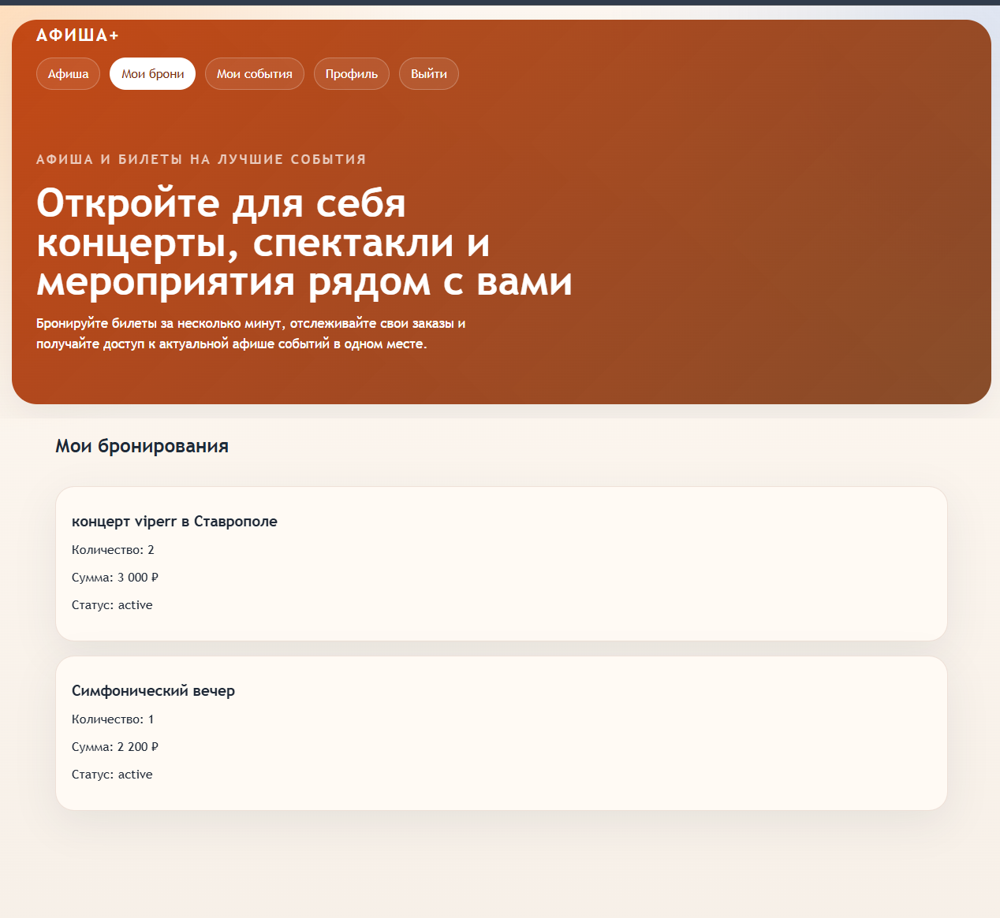 АФИША+
Афиша
Мои брони
Мои события
Профиль
Выйти
АФИША И БИЛЕТЫ НА ЛУЧШИЕ СОБЫТИЯ
Откройте для себя
концерты, спектакли и
мероприятия рядом с вами
Бронируйте билеты за несколько минут, отслеживайте свои заказы и
получайте доступ к актуальной афише событий в одном месте.
Мои бронирования
концерт viperr в Ставрополе
Количество: 2
Сумма: 3 000 ₽
Статус: active
Симфонический вечер
Количество: 1
Сумма: 2 200 ₽
Статус: active